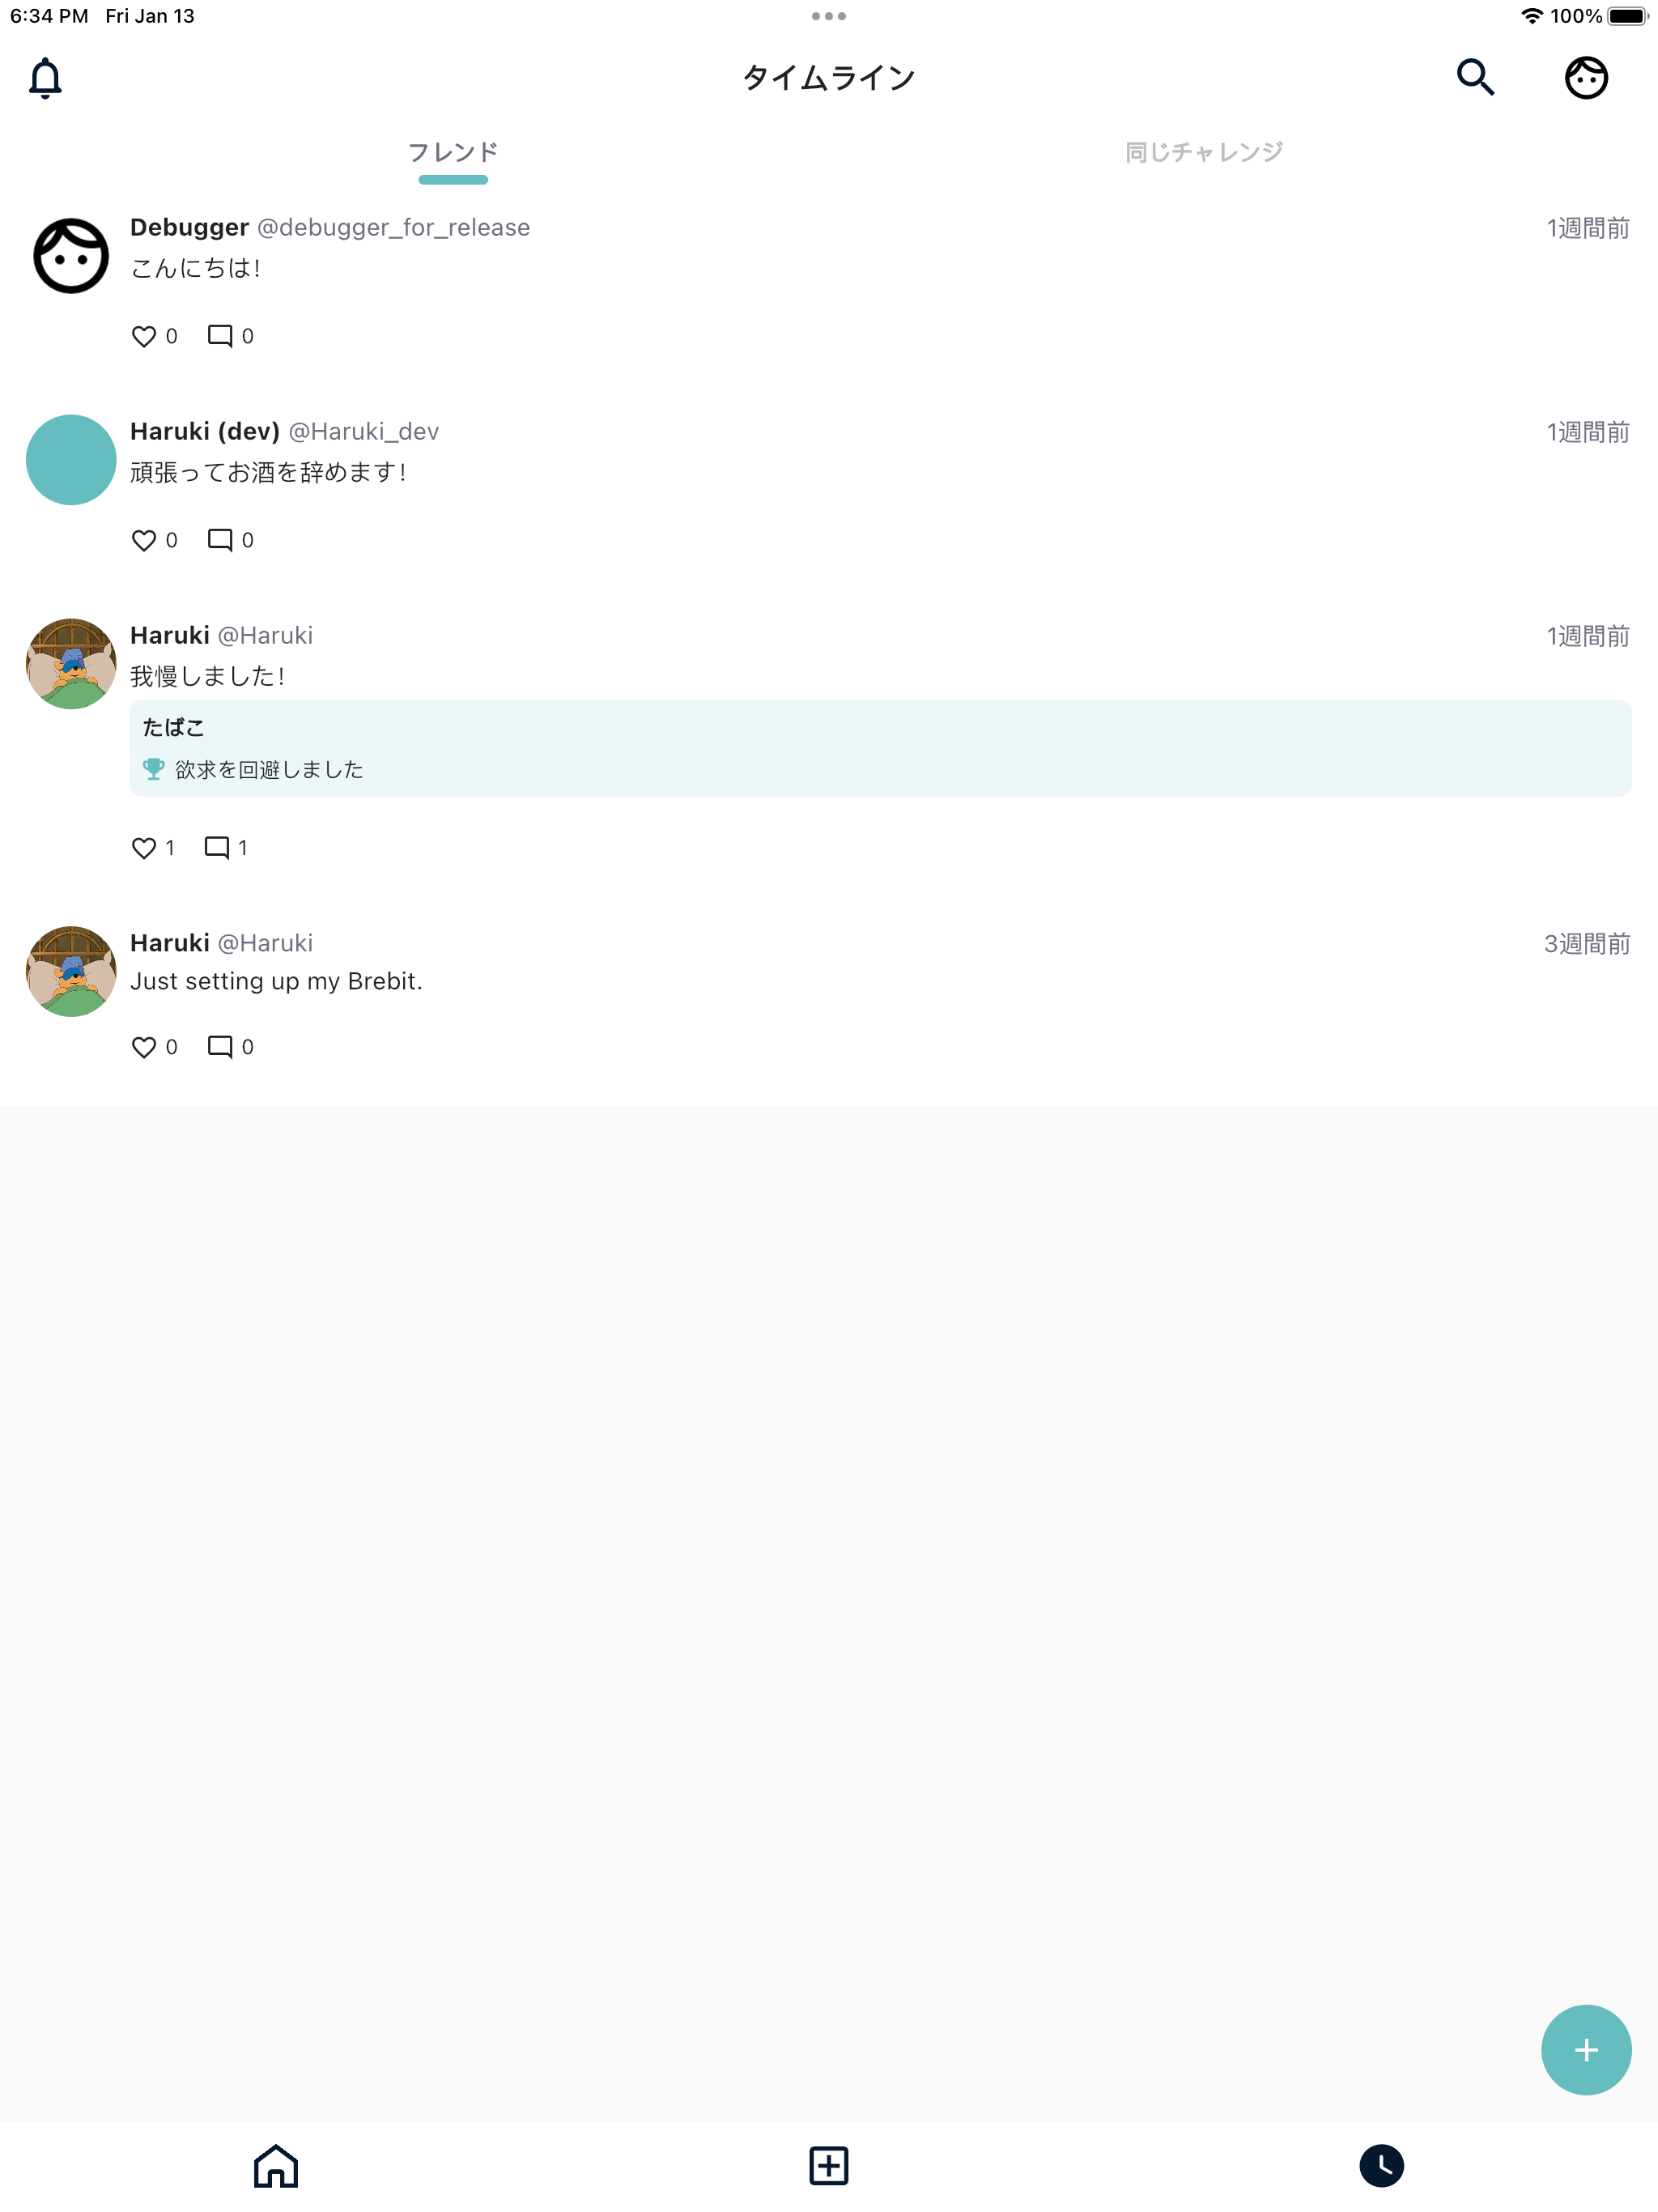 6:34 PM Fri Jan 13 100%
タイムライン
フレンド 同じチャレンジ
Debugger @debugger_for_release 1週間前
こんにちは!
0 0
Haruki (dev) @Haruki_dev 1週間前
頑張ってお酒を辞めます!
0 0
Haruki @Haruki 1週間前
我慢しました!
たばこ
欲求を回避しました
1 1
Haruki @Haruki 3週間前
Just setting up my Brebit.
0 0